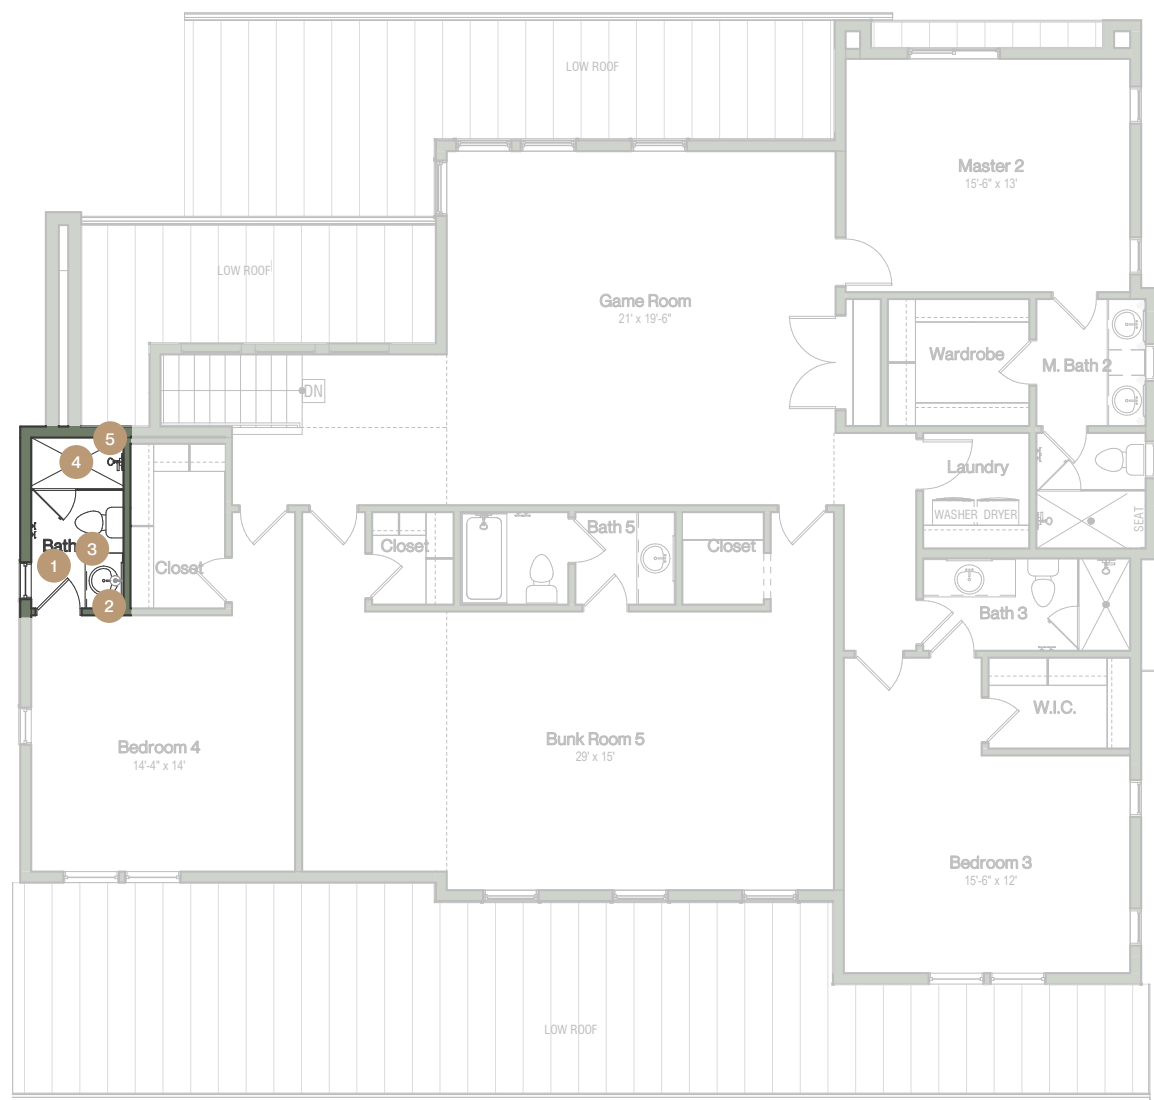 LOW ROOF
Master 2
15'-6" x 13'
LOW ROOF
Game Room
21' x 19'-6"
Wardrobe
M. Bath 2
DN
5
4
Laundry
WASHER
DRYER
SEAT
Bath
3
1
2
Closet
Closet
Bath 5
Closet
Bath 3
W.I.C.
Bedroom 4
14'-4" x 14'
Bunk Room 5
29' x 15'
Bedroom 3
15'-6" x 12'
LOW ROOF